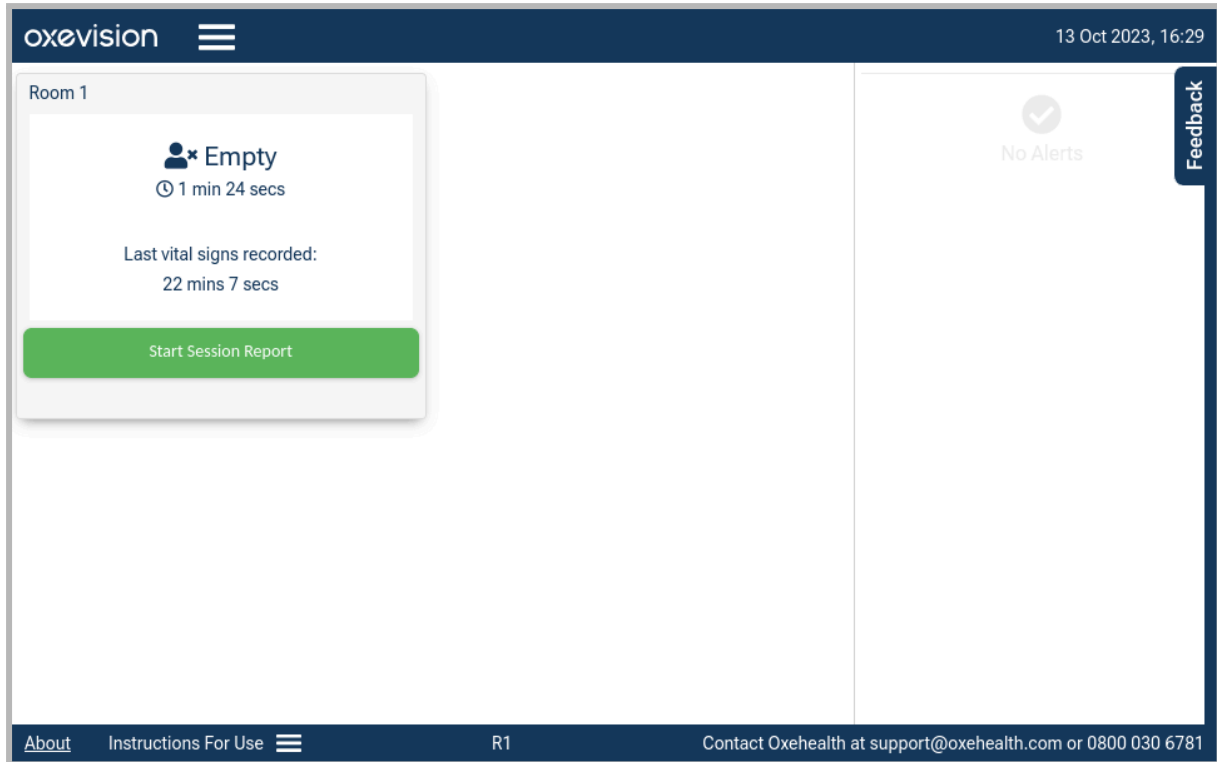 oxevision
13 Oct 2023, 16:29
Room 1
Empty
1 min 24 secs
Last vital signs recorded:
22 mins 7 secs
Start Session Report
No Alerts
Feedback
About Instructions For Use R1 Contact Oxehealth at support@oxehealth.com or 0800 030 6781